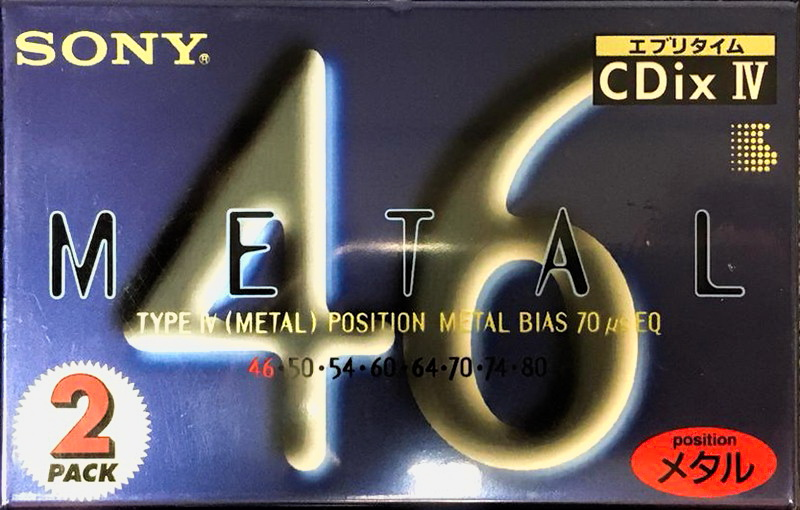 SONY®
エブリタイム
CDix IV
46
METAL
TYPE IV (METAL) POSITION METAL BIAS 70 μs EQ
46・50・54・60・64・70・74・80
2
PACK
position
メタル